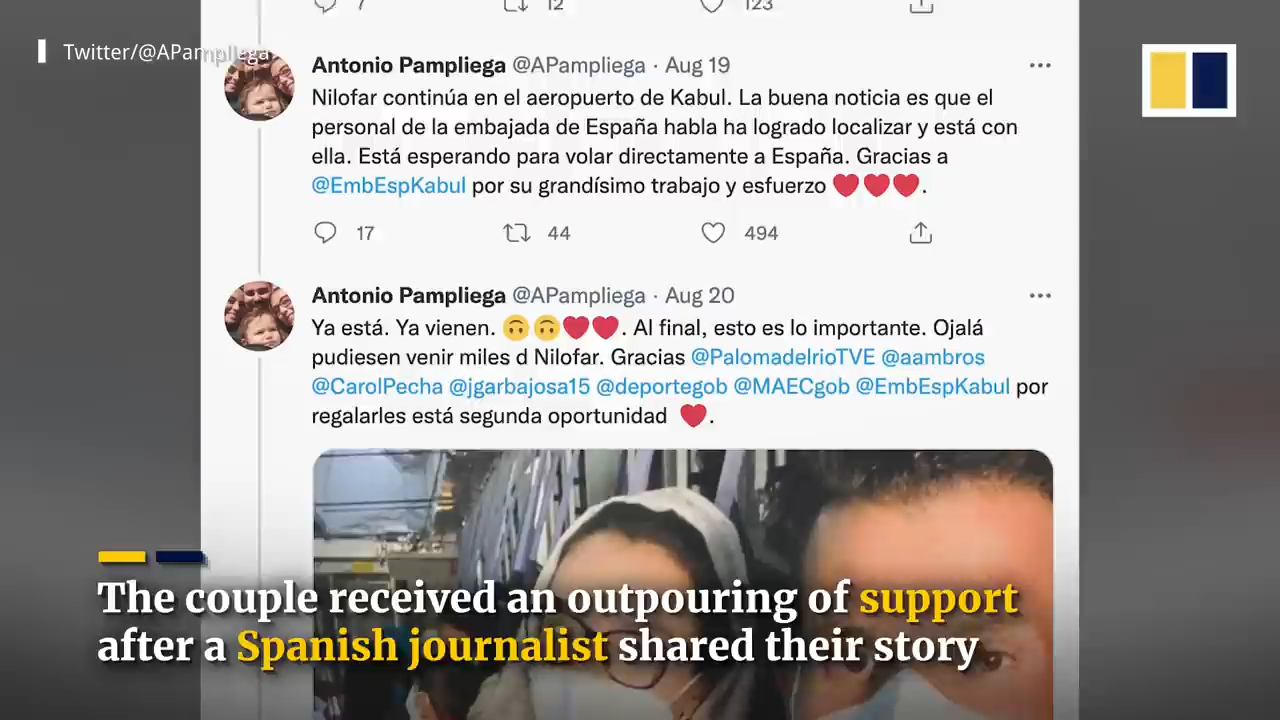 7 12 123
Twitter/@APampliega
Antonio Pampliega @APampliega · Aug 19
Nilofar continúa en el aeropuerto de Kabul. La buena noticia es que el
personal de la embajada de España habla ha logrado localizar y está con
ella. Está esperando para volar directamente a España. Gracias a
@EmbEspKabul por su grandísimo trabajo y esfuerzo ❤️❤️❤️.
17 44 494
Antonio Pampliega @APampliega · Aug 20
Ya está. Ya vienen. 🙃🙃❤️❤️. Al final, esto es lo importante. Ojalá
pudiesen venir miles d Nilofar. Gracias @PalomadelrioTVE @aambros
@CarolPecha @jgarbajosa15 @deportegob @MAECgob @EmbEspKabul por
regalarles está segunda oportunidad ❤️.
The couple received an outpouring of support
after a Spanish journalist shared their story